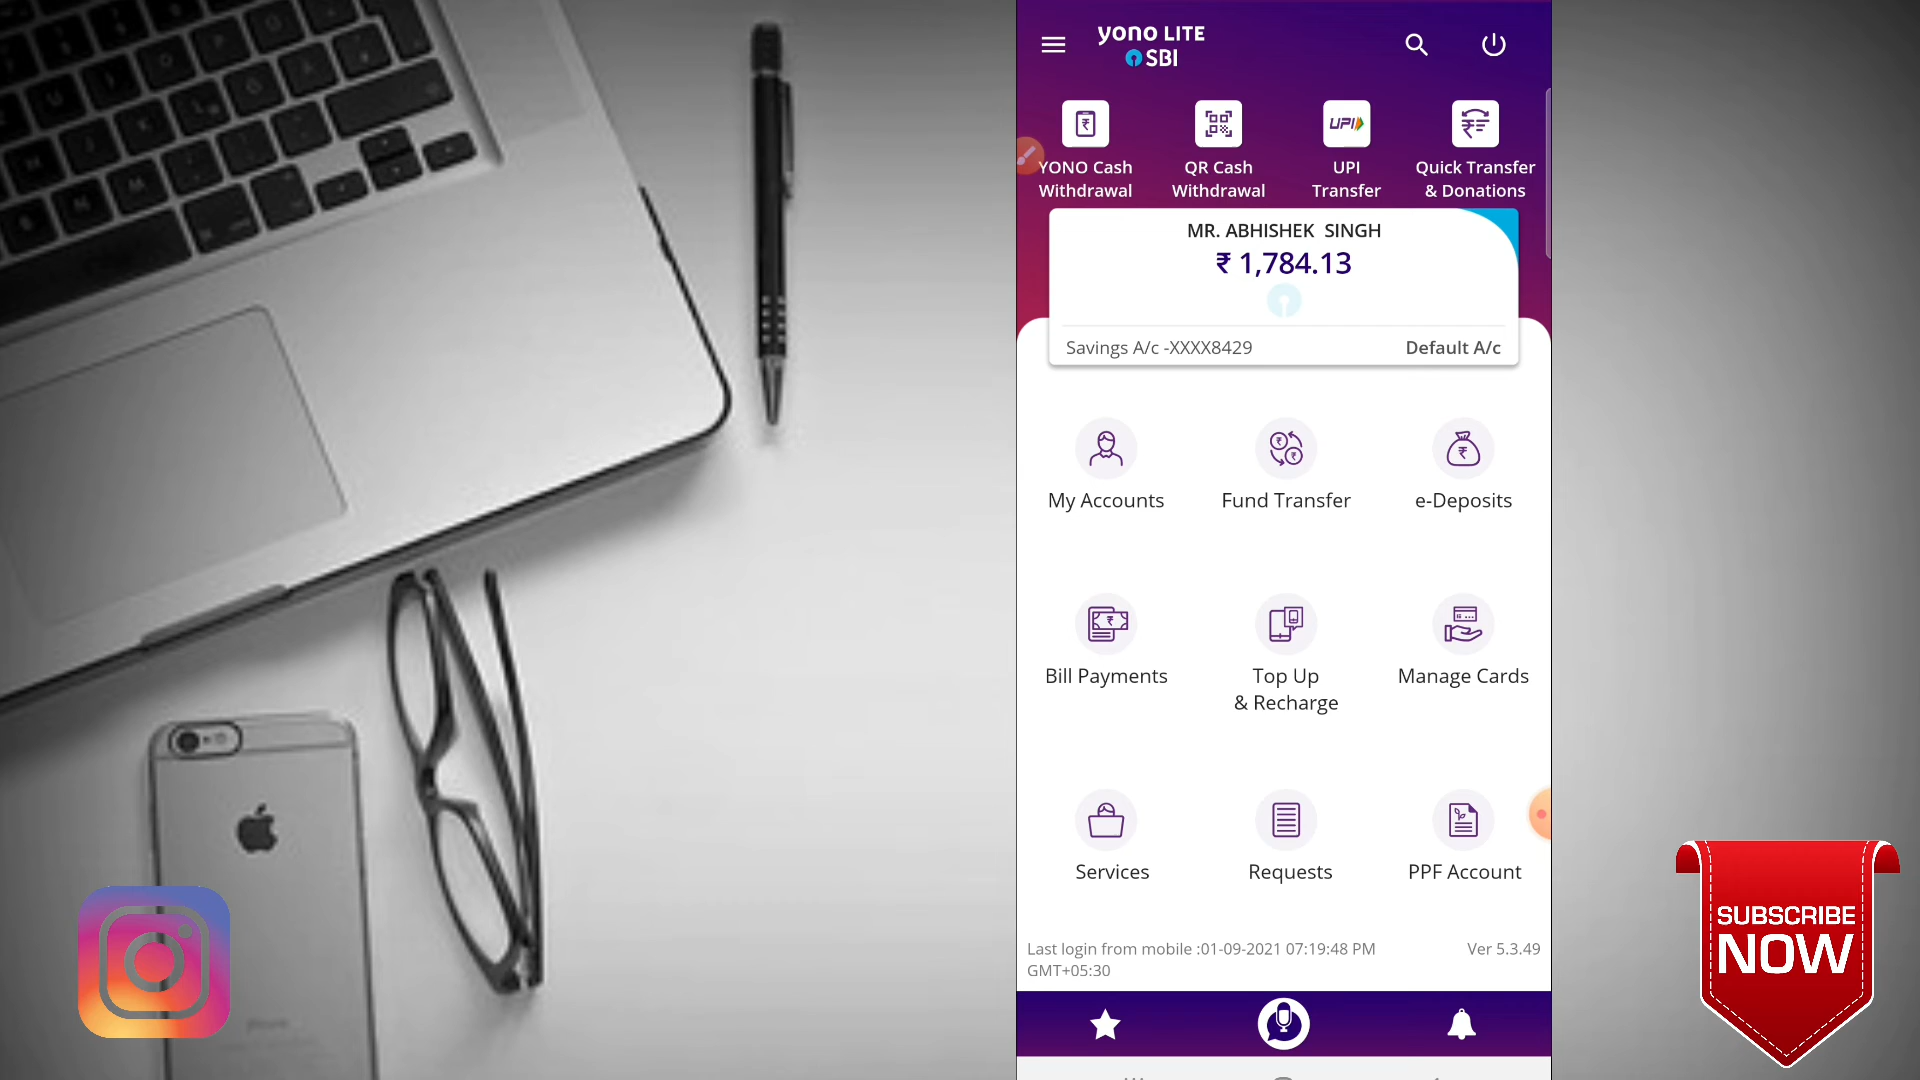 yono LITE
SBI
YONO Cash
Withdrawal
QR Cash
Withdrawal
UPI
UPI
Transfer
Quick Transfer
& Donations
MR. ABHISHEK SINGH
₹ 1,784.13
Savings A/c -XXXX8429
Default A/c
My Accounts
Fund Transfer
e-Deposits
Bill Payments
Top Up
& Recharge
Manage Cards
Services
Requests
PPF Account
Last login from mobile :01-09-2021 07:19:48 PM
GMT+05:30
Ver 5.3.49
SUBSCRIBE
NOW